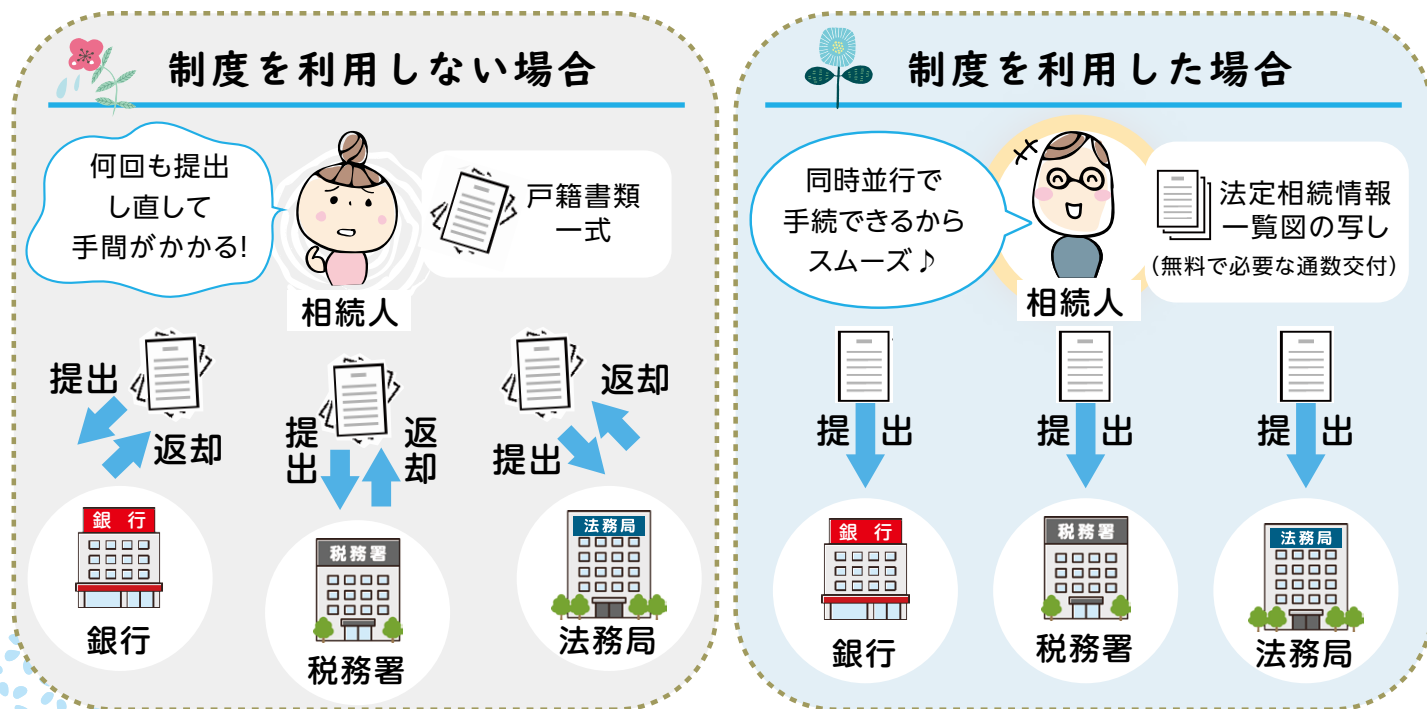 制度を利用しない場合
何回も提出
し直して
手間がかかる!
戸籍書類
一式
相続人
提出
返却
提出
返却
提出
返却
銀 行
銀行
税務署
税務署
法務局
法務局
制度を利用した場合
同時並行で
手続できるから
スムーズ♪
法定相続情報
一覧図の写し
(無料で必要な通数交付)
相続人
提出
提出
提出
銀 行
銀行
税務署
税務署
法務局
法務局